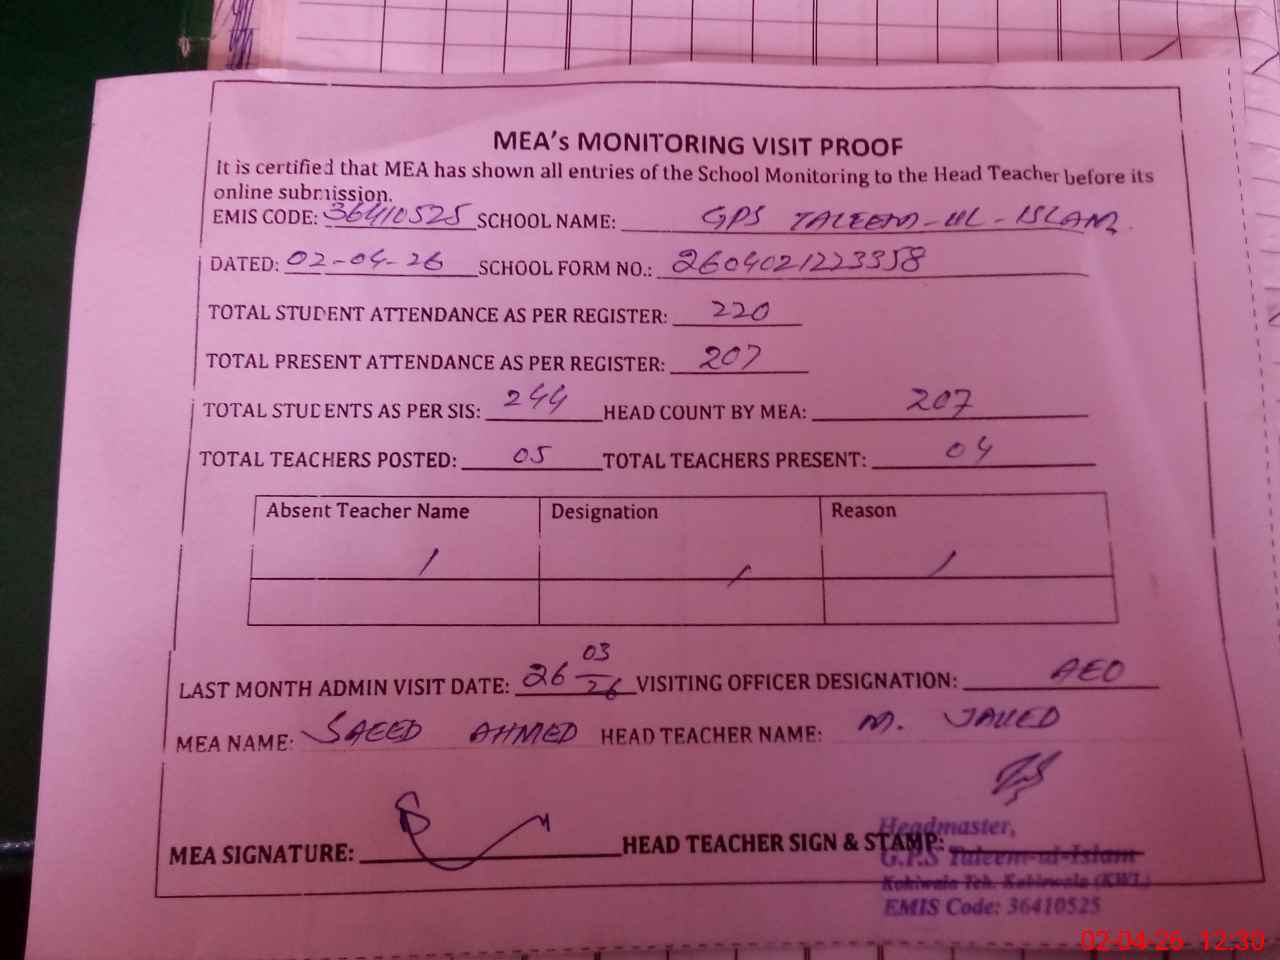 MEA's MONITORING VISIT PROOF
It is certified that MEA has shown all entries of the School Monitoring to the Head Teacher before its
online submission.
EMIS CODE: 36410525 SCHOOL NAME: GPS TALEEM-UL-ISLAM
DATED: 02-04-26 SCHOOL FORM NO.: 2604021223358
TOTAL STUDENT ATTENDANCE AS PER REGISTER: 220
TOTAL PRESENT ATTENDANCE AS PER REGISTER: 207
TOTAL STUDENTS AS PER SIS: 244 HEAD COUNT BY MEA: 207
TOTAL TEACHERS POSTED: 05 TOTAL TEACHERS PRESENT: 04
Absent Teacher Name Designation Reason
/ / /
LAST MONTH ADMIN VISIT DATE: 26 03/26 VISITING OFFICER DESIGNATION: AEO
MEA NAME: SAEED AHMED HEAD TEACHER NAME: M. JAVED
MEA SIGNATURE: HEAD TEACHER SIGN & STAMP:
Headmaster,
G.P.S Taleem-ul-Islam
Kohiwala Teh. Kabirwala (KWL)
EMIS Code: 36410525
02-04-26 12:30